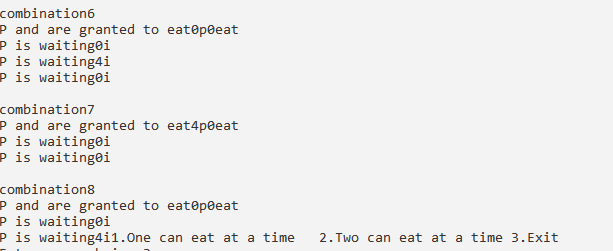 combination6
P and are granted to eat0p0eat
P is waiting0i
P is waiting4i
P is waiting0i
combination7
P and are granted to eat4p0eat
P is waiting0i
P is waiting0i
combination8
P and are granted to eat0p0eat
P is waiting0i
P is waiting4i1.One can eat at a time   2.Two can eat at a time 3.Exit